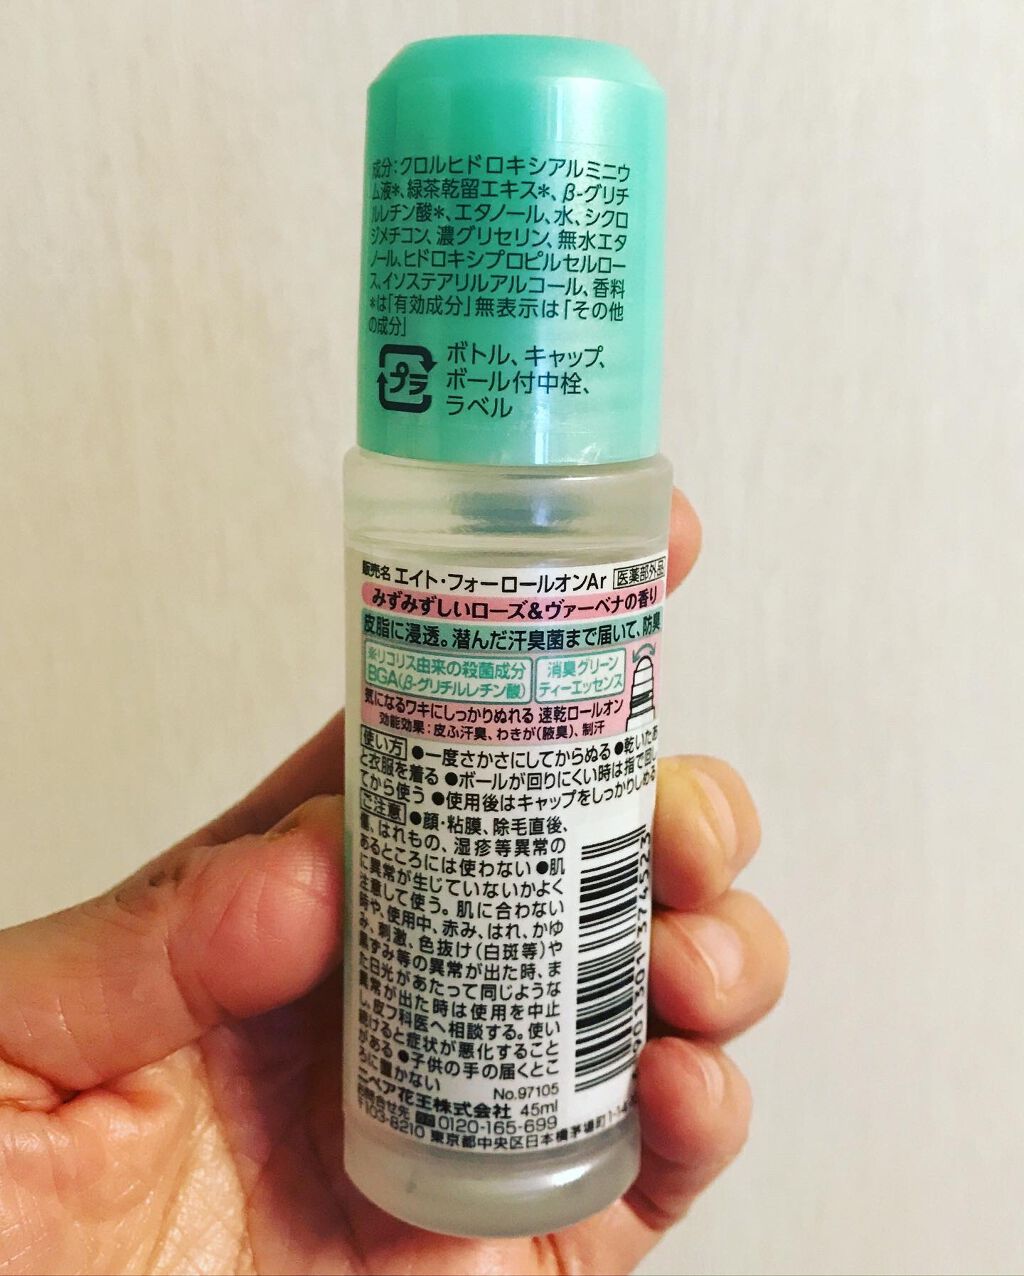 成分:クロルヒドロキシアルミニウ
ム液*、緑茶乾留エキス*、β-グリチ
ルレチン酸*、エタノール、水、シクロ
ジメチコン、濃グリセリン、無水エタ
ノール、ヒドロキシプロピルセルロー
ス、イソステアリルアルコール、香料
*は「有効成分」無表示は「その他
の成分」
プラ
ボトル、キャップ、
ボール付中栓、
ラベル
販売名 エイト・フォーロールオンAr 医薬部外品
みずみずしいローズ&ヴァーベナの香り
皮脂に浸透。潜んだ汗臭菌まで届いて、防臭
※リコリス由来の殺菌成分
BGA(β-グリチルレチン酸)
消臭グリーン
ティーエッセンス
気になるワキにしっかりぬれる 速乾ロールオン
効能効果:皮ふ汗臭、わきが(腋臭)、制汗
使い方 ●一度さかさにしてからぬる ●乾いたあ
と衣服を着る ●ボールが回りにくい時は指で回し
てから使う ●使用後はキャップをしっかりしめる
ご注意 ●顔・粘膜、除毛直後、
傷、はれもの、湿疹等異常の
あるところには使わない ●肌
に異常が生じていないかよく
注意して使う。肌に合わない
時や、使用中、赤み、はれ、かゆ
み、刺激、色抜け(白斑等)や
黒ずみ等の異常が出た時、ま
た日光があたって同じような
異常が出た時は使用を中止
し、皮フ科医へ相談する。使い
続けると症状が悪化すること
がある ●子供の手の届くとこ
ろに置かない
No.97105
ニベア花王株式会社 45ml
お問合せ先 0120-165-699
〒103-8210 東京都中央区日本橋茅場町1-14
901301 374523